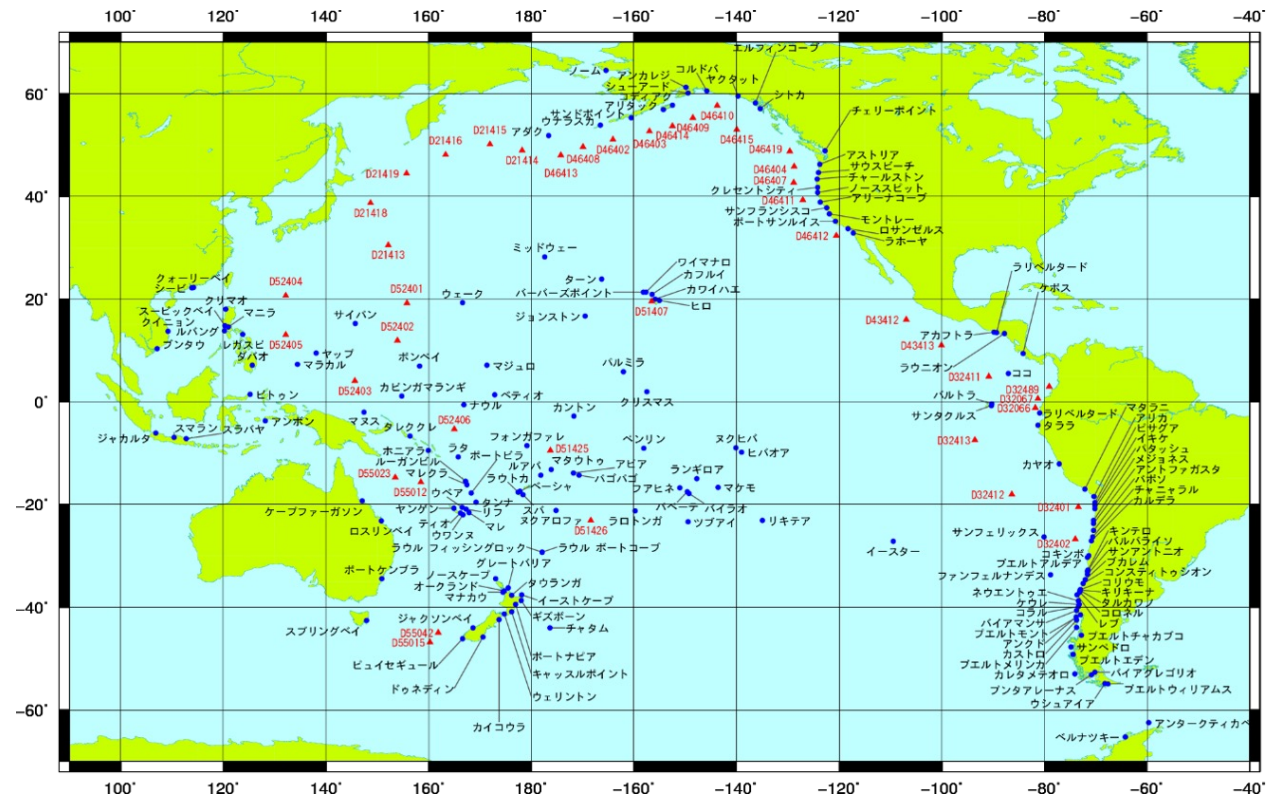 100° 120° 140° 160° 180° −160° −140° −120° −100° −80° −60° −40°
60°
40°
20°
0°
−20°
−40°
−60°
エルフィンコーブ
コルドバ
アンカレジ
ヤクタット
ノーム
シューアード
コディアク
シトカ
アリタック
サンドポイント
ウナラスカ
アダク
D46410
D46409
D46414
D46415
D46403
D46402
D46408
D46413
D21415
D21416
D21414
D21419
D21418
D21413
チェリーポイント
D46419
アストリア
D46404
サウスビーチ
D46407
チャールストン
クレセントシティ
ノーススピット
D46411
アリーナコーブ
サンフランシスコ
モントレー
ポートサンルイス
ロサンゼルス
D46412
ラホーヤ
ミッドウェー
ワイマナロ
ターン
カフルイ
バーバーズポイント
カワイハエ
ヒロ
D51407
ジョンストン
クォーリーベイ
シービ
D52404
D52401
クリマオ
ウェーク
スービックベイ
マニラ
サイパン
D52402
クイニョン
ルバング
レガスピ
D52405
ブンタウ
ダバオ
ヤップ
マラカル
ポンペイ
マジュロ
パルミラ
D52403
カピンガマランギ
ビトゥン
ベティオ
クリスマス
ナウル
カントン
マヌス
D52406
アンボン
タレククレ
スマラン
スラバヤ
ジャカルタ
ホニアラ
ラタ
フォンガファレ
ペンリン
ヌクヒバ
ヒバオア
ルーガンビル
ポートビラ
D51425
マタウトゥ
アピア
ランギロア
D55023
マレクラ
ルアバ
パゴパゴ
D55012
ラウトカ
ベーシャ
フアヒネ
マケモ
ウベア
タンナ
スバ
パペーテ
パイラオ
ケープファーガソン
ヤンゲン
リフ
ヌクアロファ
ラロトンガ
ツブアイ
リキテア
ティオ
マレ
D51426
ロスリンベイ
ウワンヌ
ラウル フィッシングロック
ラウル ボートコーブ
イースター
ポートケンブラ
ノースケープ
グレートバリア
オークランド
タウランガ
マナカウ
イーストケープ
ジャクソンベイ
ギズボーン
スプリングベイ
D55042
D55015
チャタム
ピュイセギュール
ポートナピア
キャッスルポイント
ドゥネディン
ウェリントン
カイコウラ
ラリベルタード
ケポス
D43412
アカフトラ
D43413
ラウニオン
ココ
D32411
D32489
バルトラ
D32067
D32066
サンタクルス
ラリベルタード
タララ
D32413
カヤオ
マタラニ
アリカ
ピサグア
イキケ
パタッシュ
メジョネス
アントファガスタ
パポソ
チャニャラル
カルデラ
D32412
D32401
サンフェリックス
D32402
キンテロ
コキンボ
バルパライソ
サンアントニオ
プエルトアルデア
ブカレム
ファンフェルナンデス
コンスティトゥシオン
コリウモ
ネウエントゥエ
キリキーナ
ケウレ
タルカワノ
コラル
コロネル
バイアマンサ
レブ
プエルトモント
プエルトチャカブコ
アンクド
カストロ
サンペドロ
プエルトメリンカ
プエルトエデン
カレタメテオロ
バイアグレゴリオ
プンタアレーナス
プエルトウィリアムス
ウシュアイア
アンタークティカベ
ベルナツキー
100° 120° 140° 160° 180° −160° −140° −120° −100° −80° −60° −40°